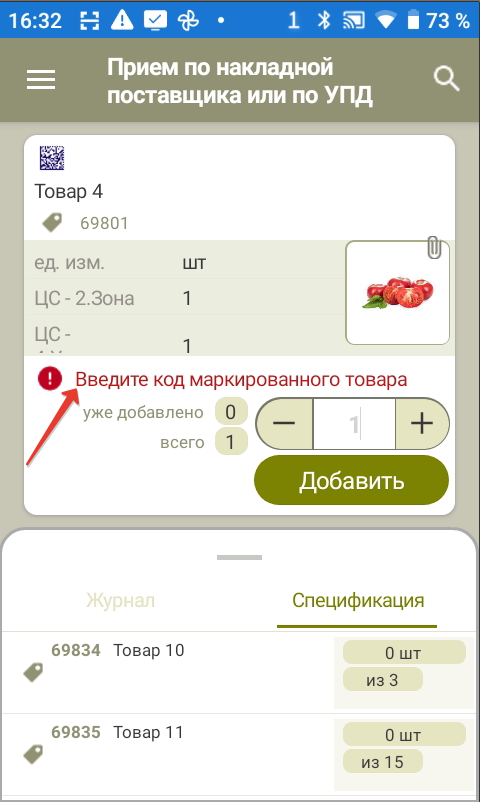 16:32 1 73 %
Прием по накладной
поставщика или по УПД
Товар 4
69801
ед. изм. шт
ЦС - 2.Зона 1
ЦС - 1
Введите код маркированного товара
уже добавлено 0
всего 1
− 1 +
Добавить
Журнал Спецификация
69834 Товар 10 0 шт
из 3
69835 Товар 11 0 шт
из 15